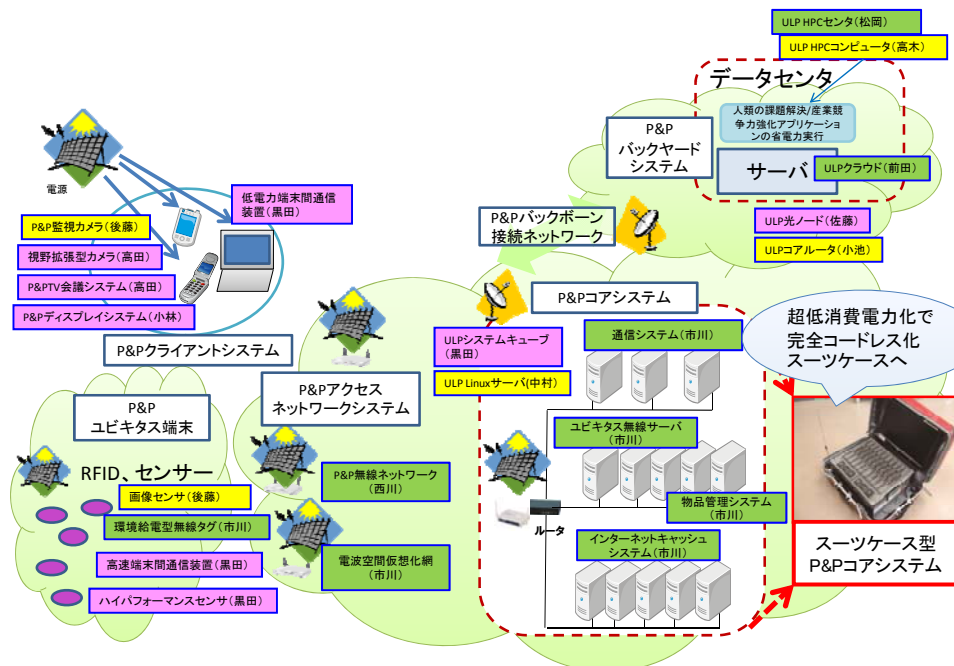 ULP HPCセンタ(松岡)
ULP HPCコンピュータ(高木)
データセンタ
人類の課題解決/産業競
争力強化アプリケーショ
ンの省電力実行
P&P
バックヤード
システム
サーバ
ULPクラウド(前田)
電源
低電力端末間通信
装置(黒田)
P&P監視カメラ(後藤)
視野拡張型カメラ(高田)
P&PTV会議システム(高田)
P&Pディスプレイシステム(小林)
P&Pクライアントシステム
P&Pバックボーン
接続ネットワーク
ULP光ノード(佐藤)
ULPコアルータ(小池)
P&Pコアシステム
超低消費電力化で
完全コードレス化
スーツケースへ
ULPシステムキューブ
(黒田)
ULP Linuxサーバ(中村)
通信システム(市川)
P&P
ユビキタス端末
P&Pアクセス
ネットワークシステム
ユビキタス無線サーバ
(市川)
RFID、センサー
画像センサ(後藤)
環境給電型無線タグ(市川)
高速端末間通信装置(黒田)
ハイパフォーマンスセンサ(黒田)
P&P無線ネットワーク
(西川)
電波空間仮想化網
(市川)
物品管理システム
(市川)
ルータ
インターネットキャッシュ
システム(市川)
スーツケース型
P&Pコアシステム